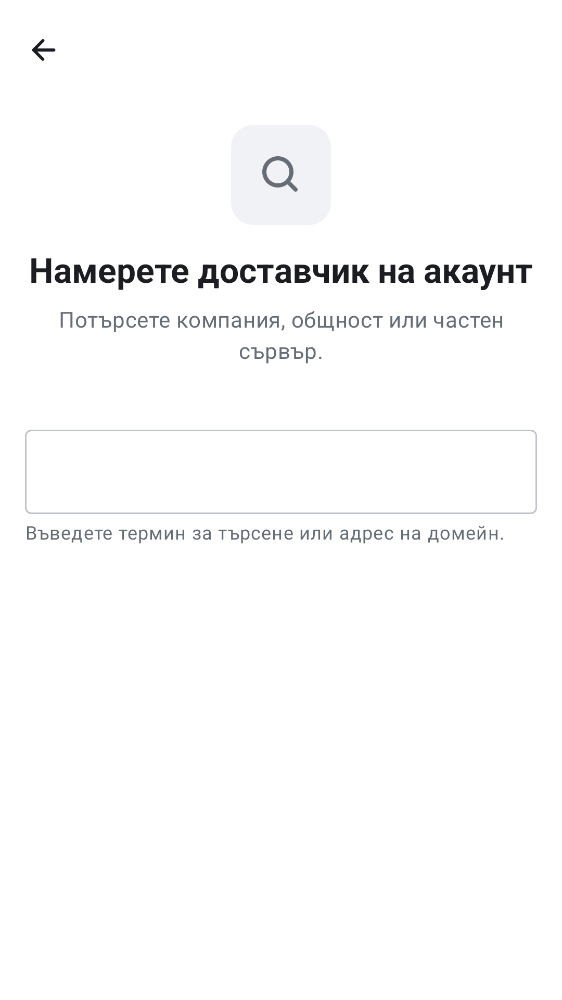 Намерете доставчик на акаунт
Потърсете компания, общност или частен
сървър.
Въведете термин за търсене или адрес на домейн.